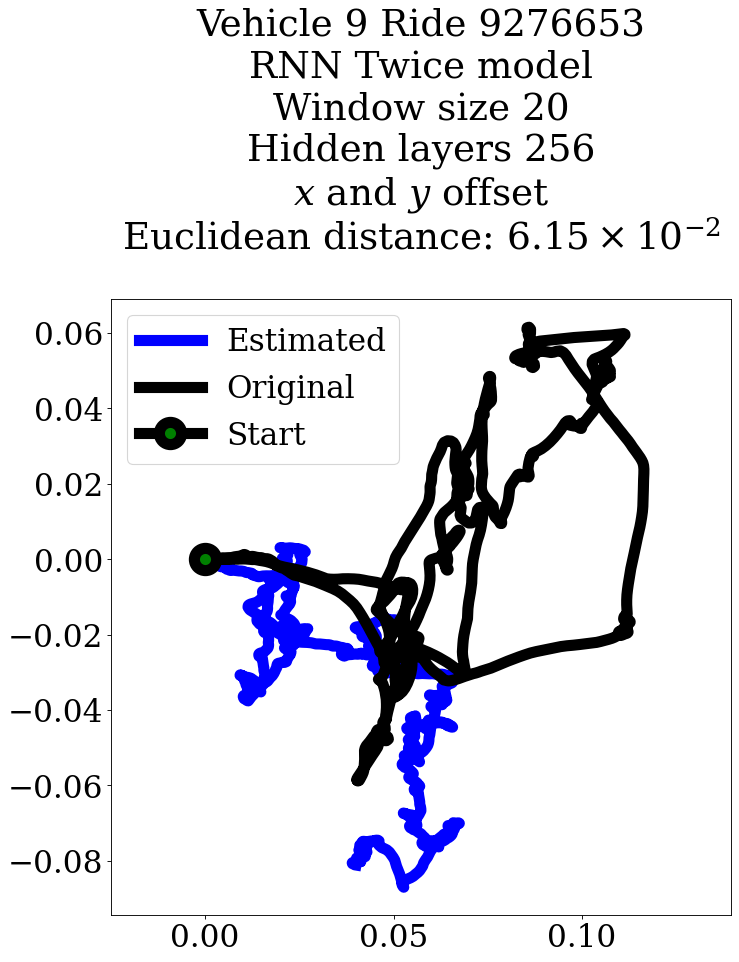 Vehicle 9 Ride 9276653
RNN Twice model
Window size 20
Hidden layers 256
x and y offset
Euclidean distance: 6.15 × 10⁻²
Estimated
Original
Start
0.06
0.04
0.02
0.00
−0.02
−0.04
−0.06
−0.08
0.00 0.05 0.10